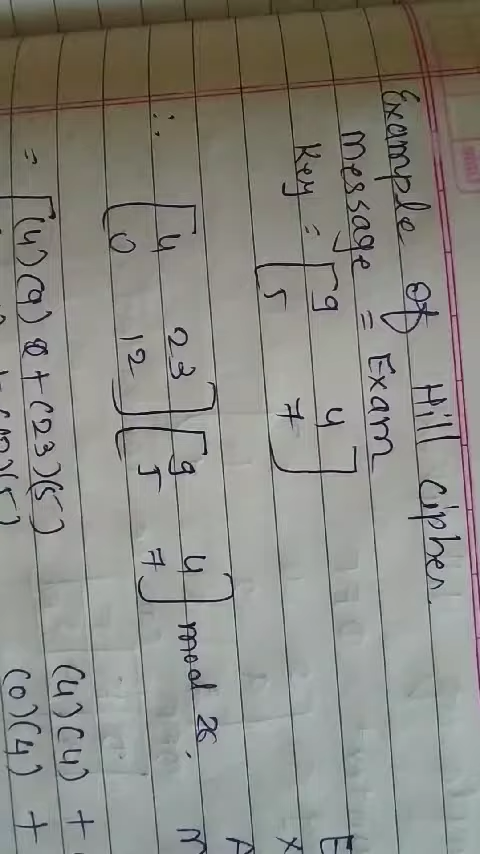 Example of Hill cipher.
message = Exam
Key = [9 4
5 7]
∴ [4 23
0 12] [9 4
5 7] mod 26.
= [(4)(9) + (23)(5) (4)(4) +
(0)(4) +
E
X
A
m